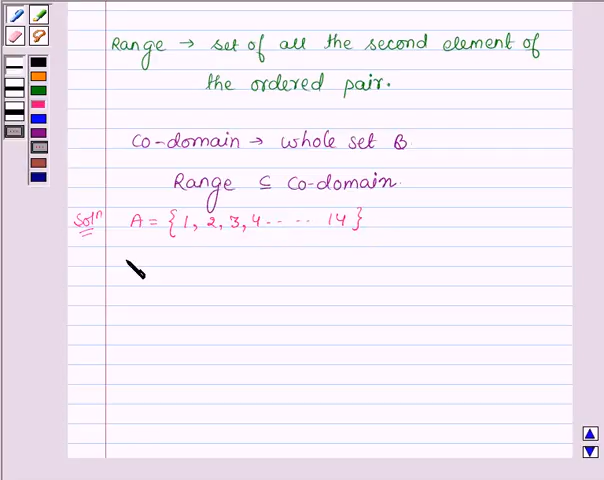 Range → set of all the second element of
the ordered pair.
Co-domain → whole set B
Range ⊆ Co-domain.
Solⁿ A = {1, 2, 3, 4 - - - - - 14}